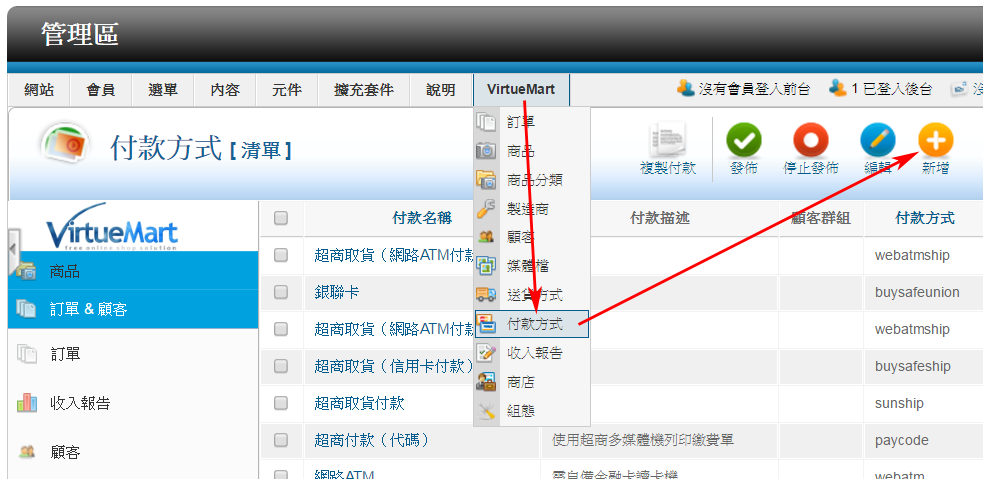 管理區
網站 會員 選單 內容 元件 擴充套件 說明 VirtueMart 沒有會員登入前台 1 已登入後台
付款方式 [ 清單 ]
複製付款 發佈 停止發佈 編輯 新增
訂單
商品
商品分類
製造商
顧客
媒體檔
送貨方式
付款方式
收入報告
商店
組態
VirtueMart
free online shop solution
商品
訂單 & 顧客
訂單
收入報告
顧客
付款名稱 付款描述 顧客群組 付款方式
超商取貨（網路ATM付款 webatmship
銀聯卡 buysafeunion
超商取貨（網路ATM付款 webatmship
超商取貨（信用卡付款） buysafeship
超商取貨付款 sunship
超商付款（代碼） 使用超商多媒體機列印繳費單 paycode
網路ATM 需自備金融卡讀卡機 webatm